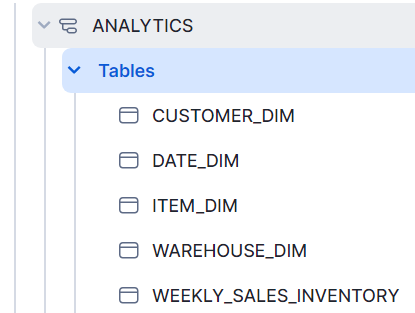 ANALYTICS
Tables
CUSTOMER_DIM
DATE_DIM
ITEM_DIM
WAREHOUSE_DIM
WEEKLY_SALES_INVENTORY